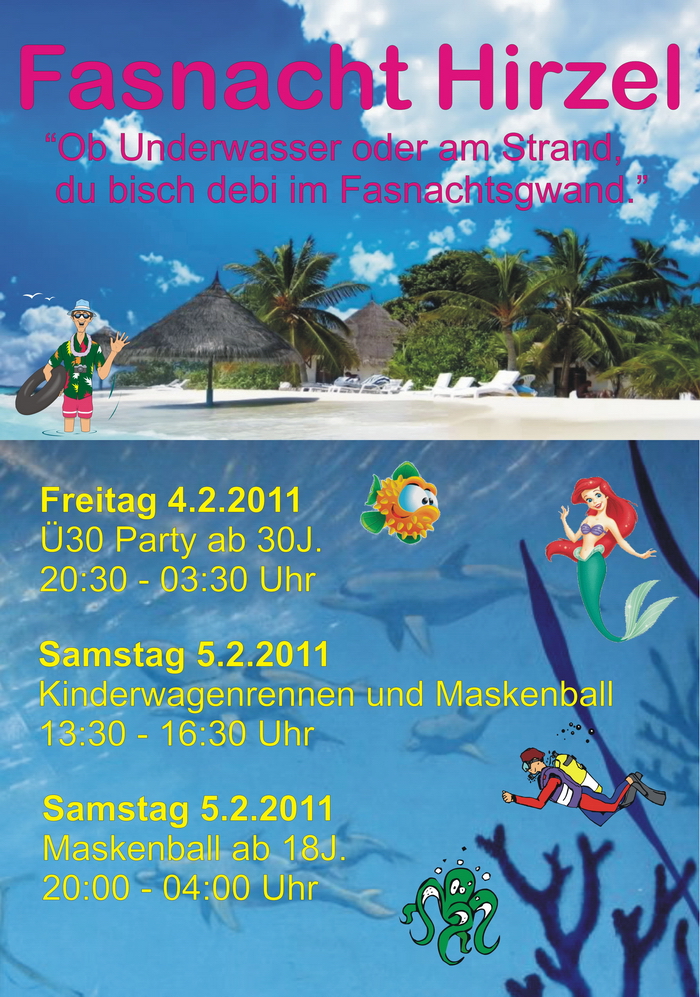 Fasnacht Hirzel
“Ob Underwasser oder am Strand,
du bisch debi im Fasnachtsgwand.”
Freitag 4.2.2011
Ü30 Party ab 30J.
20:30 - 03:30 Uhr
Samstag 5.2.2011
Kinderwagenrennen und Maskenball
13:30 - 16:30 Uhr
Samstag 5.2.2011
Maskenball ab 18J.
20:00 - 04:00 Uhr